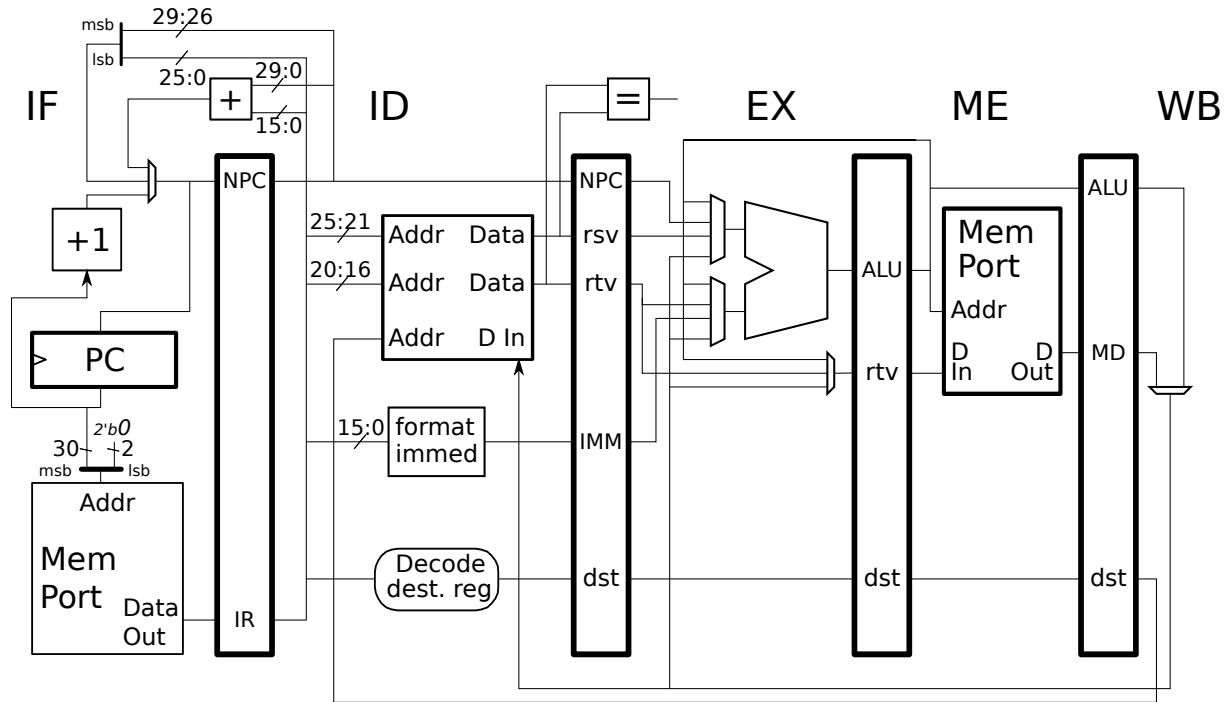 msb
29:26
lsb
25:0
29:0
15:0
+
=
IF
ID
EX
ME
WB
NPC
NPC
+1
25:21
20:16
Addr
Data
Addr
Data
Addr
D In
rsv
rtv
ALU
ALU
Mem
Port
Addr
D
In
D
Out
MD
rtv
PC
2'b0
30
2
msb
lsb
15:0
format
immed
IMM
Addr
Mem
Port
Data
Out
IR
Decode
dest. reg
dst
dst
dst